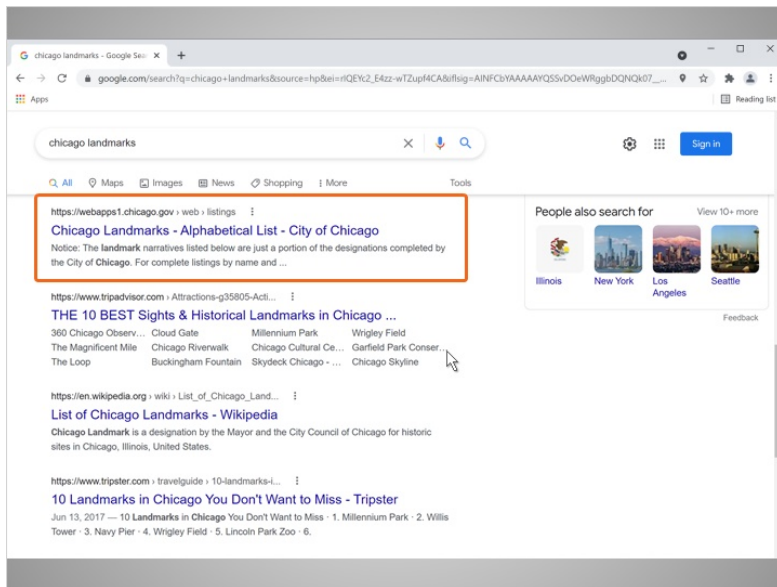 chicago landmarks - Google Sear
google.com/search?q=chicago+landmarks&source=hp&ei=
Apps
Reading list
chicago landmarks
Sign in
All Maps Images News Shopping More Tools
https://webapps1.chicago.gov › web › listings
Chicago Landmarks - Alphabetical List - City of Chicago
Notice: The landmark narratives listed below are just a portion of the designations completed by
the City of Chicago. For complete listings by name and ...
People also search for View 10+ more
Illinois New York Los Angeles Seattle
Feedback
https://www.tripadvisor.com › Attractions-g35805-Acti...
THE 10 BEST Sights & Historical Landmarks in Chicago ...
360 Chicago Observ... Cloud Gate Millennium Park Wrigley Field
The Magnificent Mile Chicago Riverwalk Chicago Cultural Ce... Garfield Park Conser...
The Loop Buckingham Fountain Skydeck Chicago - ... Chicago Skyline
https://en.wikipedia.org › wiki › List_of_Chicago_Land...
List of Chicago Landmarks - Wikipedia
Chicago Landmark is a designation by the Mayor and the City Council of Chicago for historic
sites in Chicago, Illinois, United States.
https://www.tripster.com › travelguide › 10-landmarks-i...
10 Landmarks in Chicago You Don't Want to Miss - Tripster
Jun 13, 2017 — 10 Landmarks in Chicago You Don't Want to Miss · 1. Millennium Park · 2. Willis
Tower · 3. Navy Pier · 4. Wrigley Field · 5. Lincoln Park Zoo · 6.